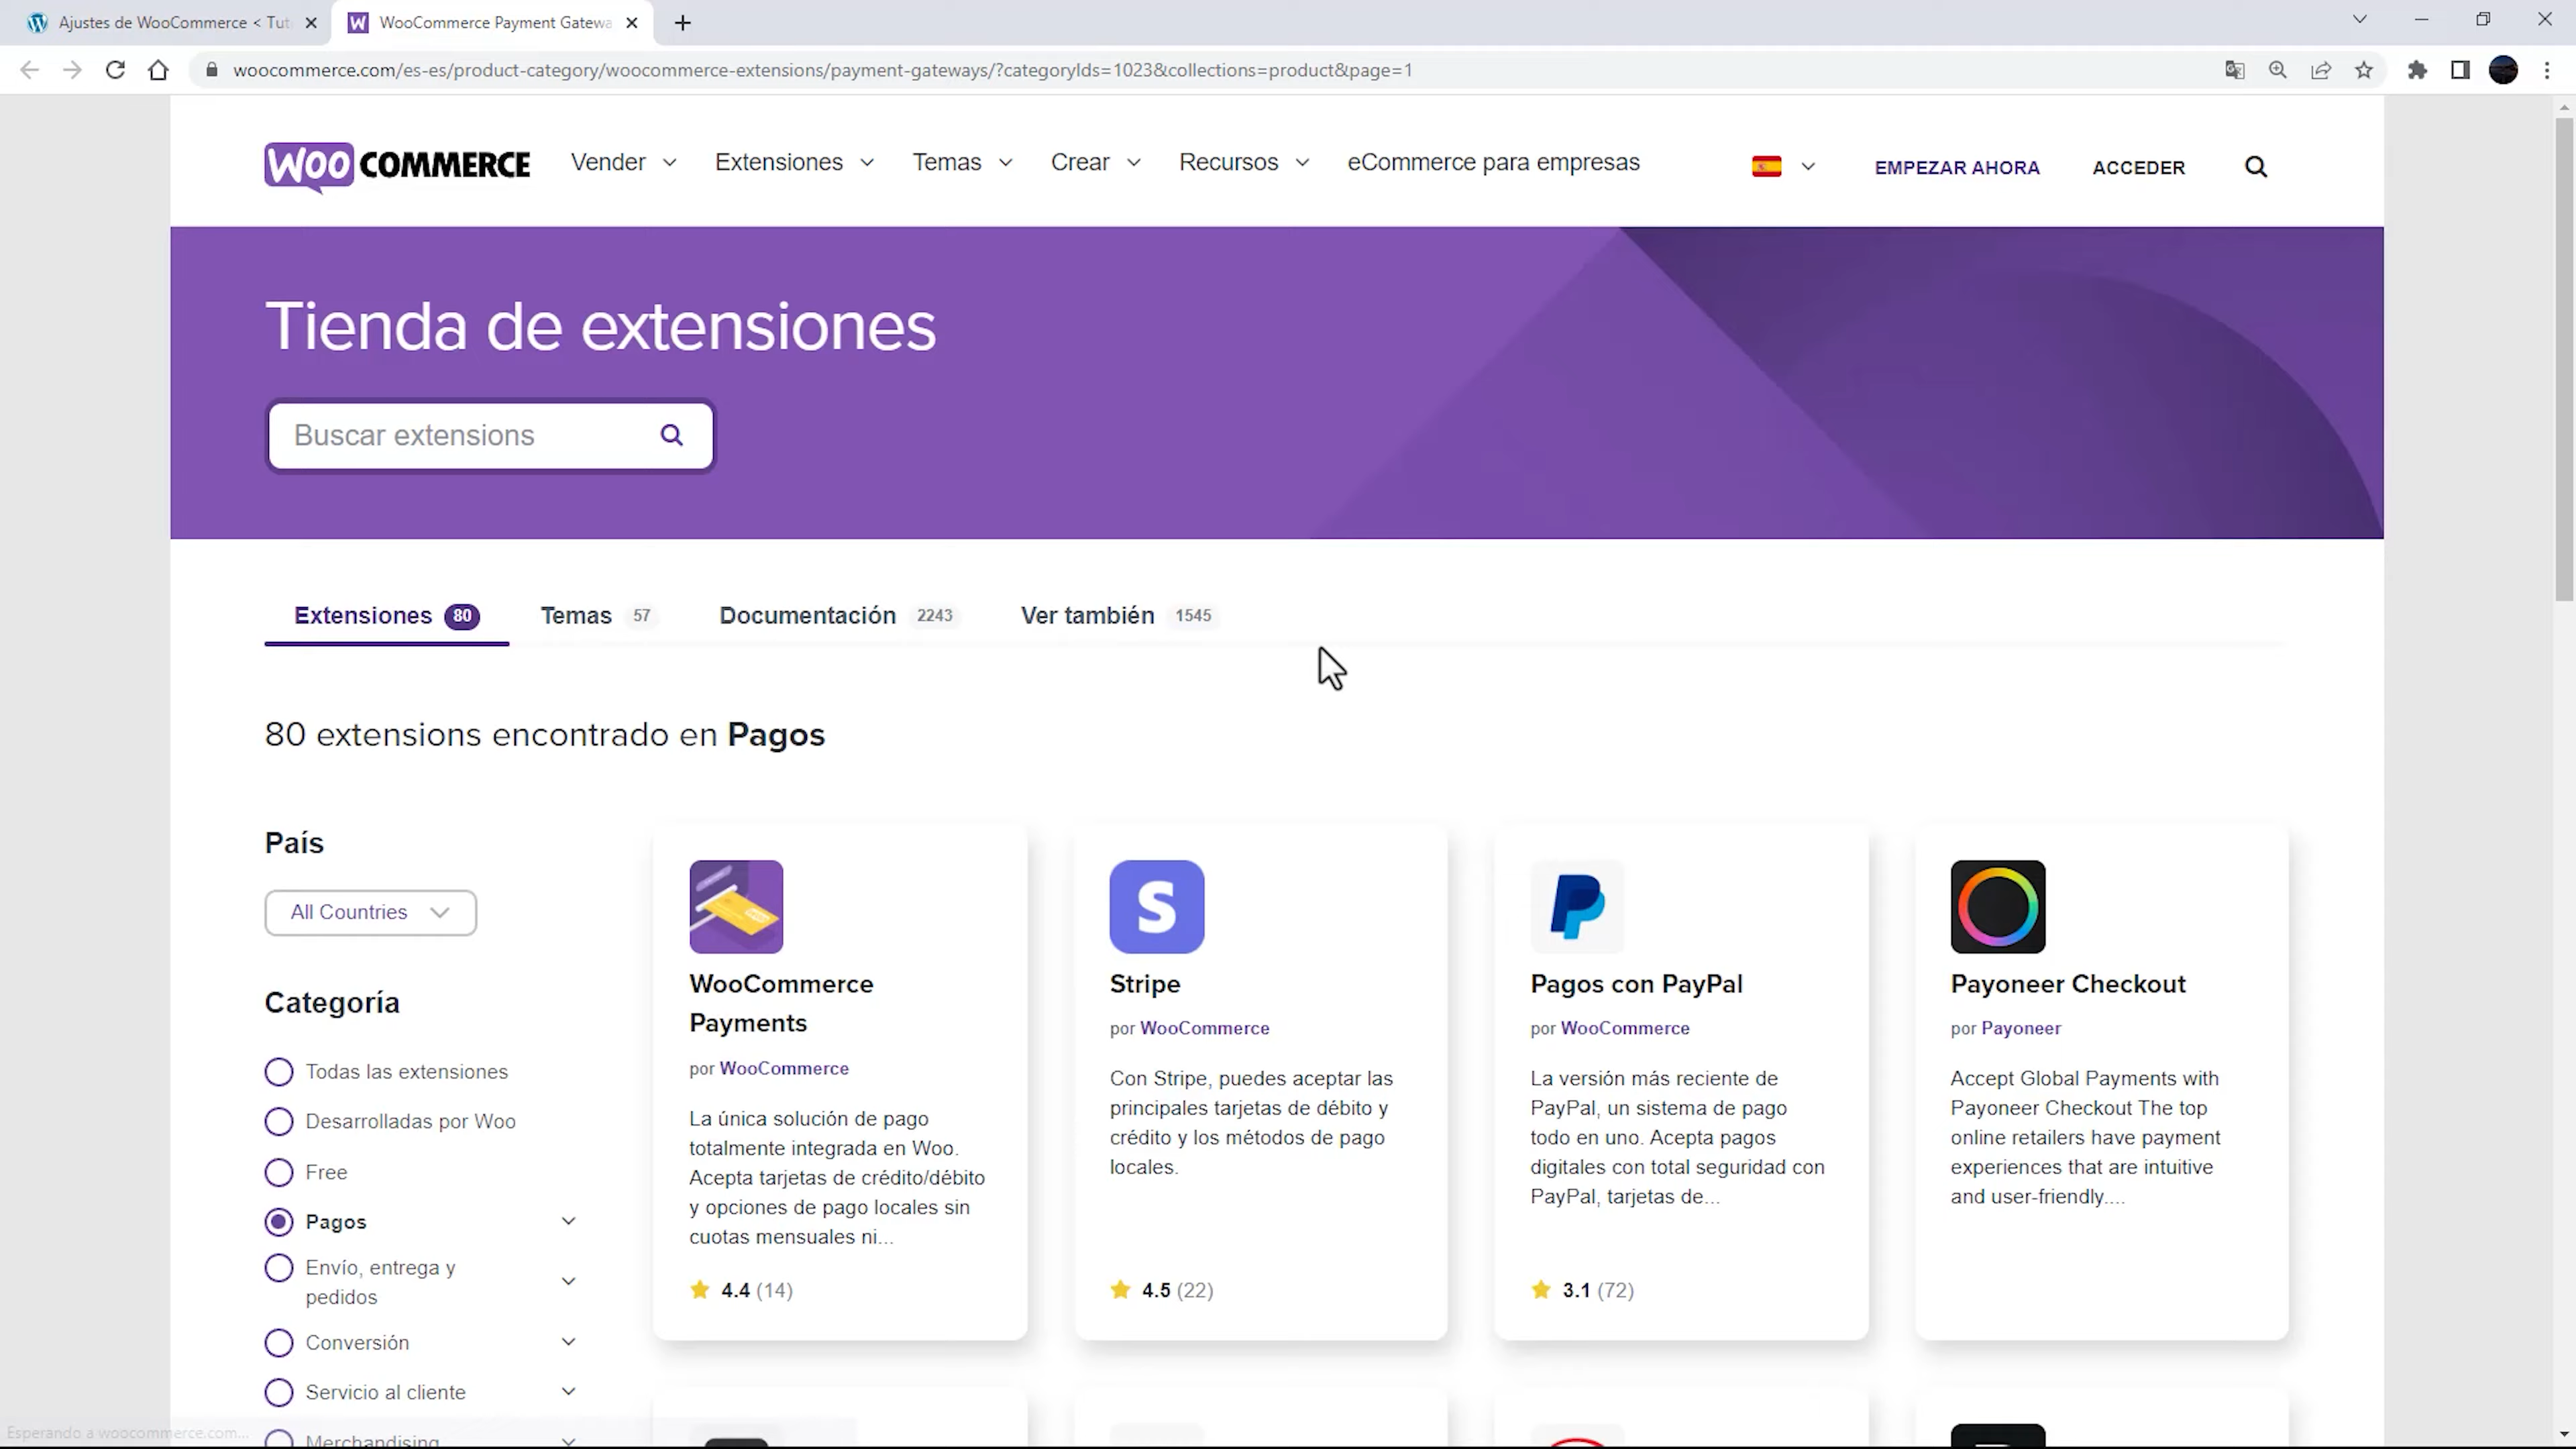 Ajustes de WooCommerce < Tut
WooCommerce Payment Gatewa
woocommerce.com/es-es/product-category/woocommerce-extensions/payment-gateways/?categoryIds=1023&collections=product&page=1
WOO COMMERCE
Vender
Extensiones
Temas
Crear
Recursos
eCommerce para empresas
EMPEZAR AHORA
ACCEDER
Tienda de extensiones
Buscar extensions
Extensiones 80
Temas 57
Documentación 2243
Ver también 1545
80 extensions encontrado en Pagos
País
All Countries
Categoría
Todas las extensiones
Desarrolladas por Woo
Free
Pagos
Envío, entrega y
pedidos
Conversión
Servicio al cliente
Merchandising
WooCommerce
Payments
por WooCommerce
La única solución de pago
totalmente integrada en Woo.
Acepta tarjetas de crédito/débito
y opciones de pago locales sin
cuotas mensuales ni...
4.4 (14)
S
Stripe
por WooCommerce
Con Stripe, puedes aceptar las
principales tarjetas de débito y
crédito y los métodos de pago
locales.
4.5 (22)
Pagos con PayPal
por WooCommerce
La versión más reciente de
PayPal, un sistema de pago
todo en uno. Acepta pagos
digitales con total seguridad con
PayPal, tarjetas de...
3.1 (72)
Payoneer Checkout
por Payoneer
Accept Global Payments with
Payoneer Checkout The top
online retailers have payment
experiences that are intuitive
and user-friendly....
Esperando a woocommerce.com...